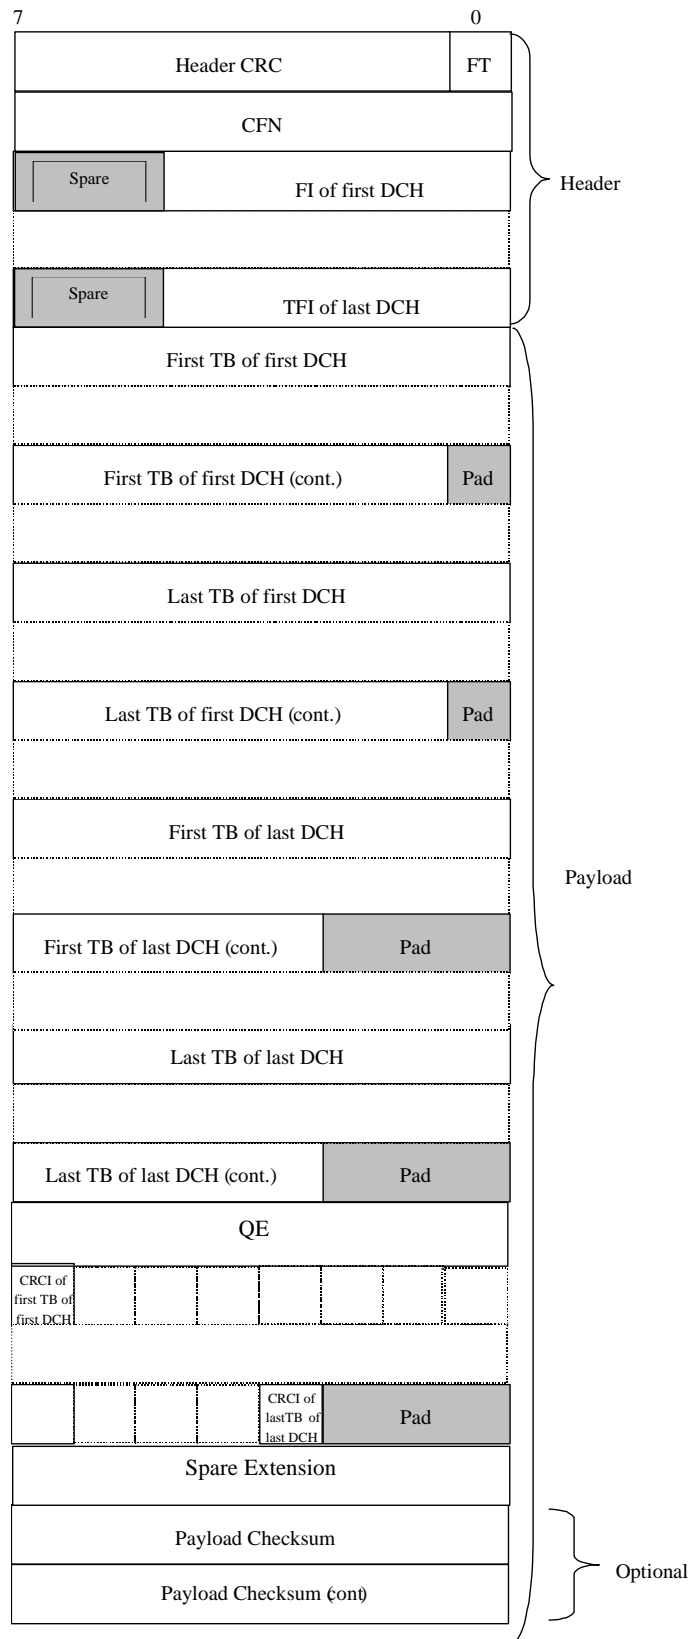 7 0
Header CRC FT
CFN
Spare FI of first DCH
Header
Spare TFI of last DCH
First TB of first DCH
First TB of first DCH (cont.) Pad
Last TB of first DCH
Last TB of first DCH (cont.) Pad
First TB of last DCH
Payload
First TB of last DCH (cont.) Pad
Last TB of last DCH
Last TB of last DCH (cont.) Pad
QE
CRCI of
first TB of
first DCH
CRCI of
lastTB of
last DCH
Pad
Spare Extension
Payload Checksum
Optional
Payload Checksum (cont)